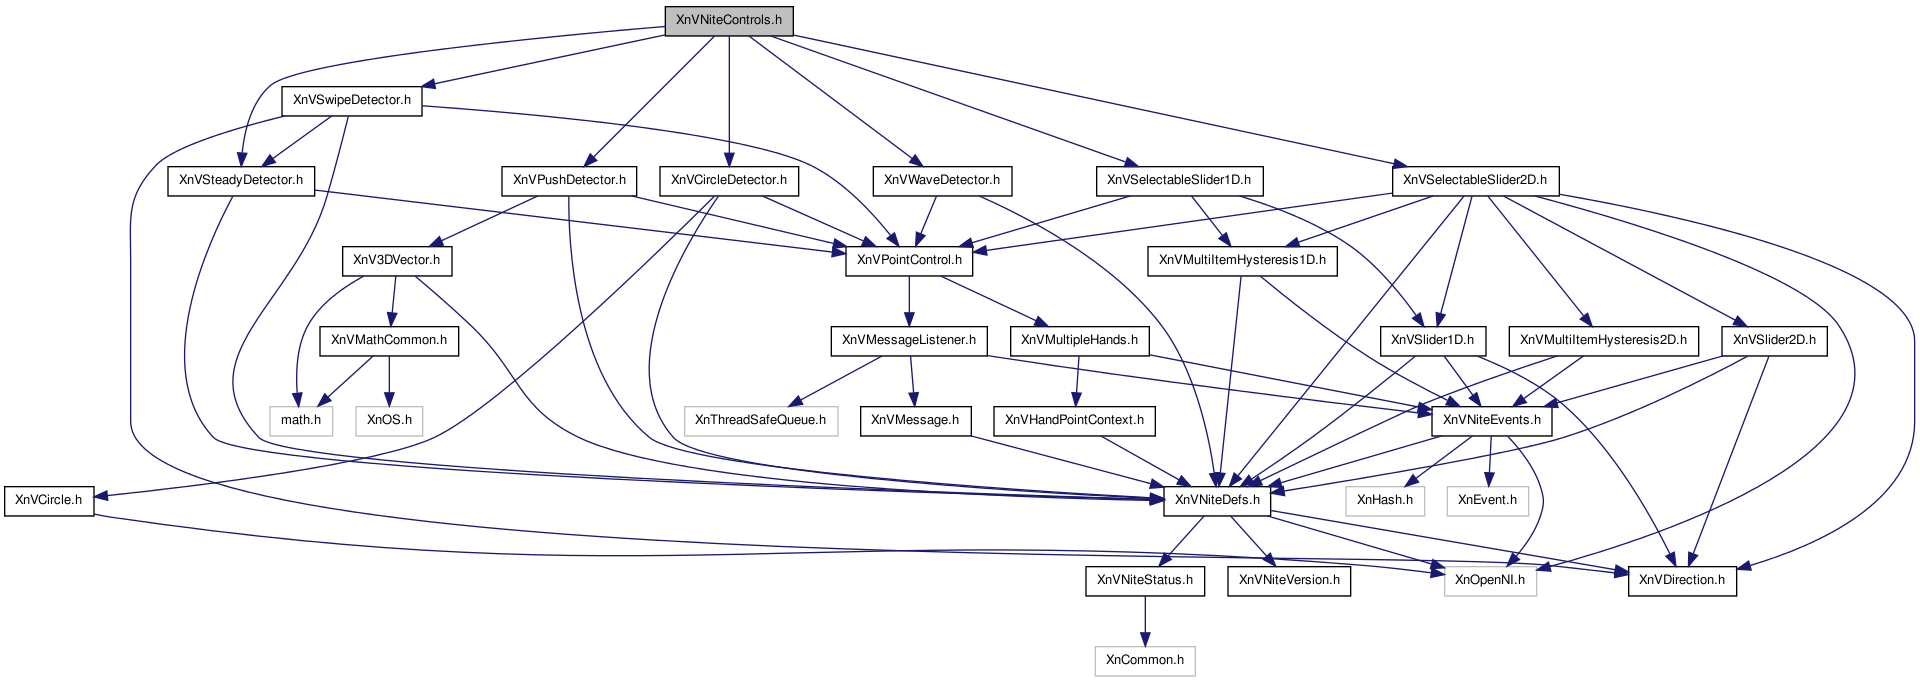 XnVNiteControls.h
XnVSwipeDetector.h
XnVSteadyDetector.h
XnVPushDetector.h
XnVCircleDetector.h
XnVWaveDetector.h
XnVSelectableSlider1D.h
XnVSelectableSlider2D.h
XnV3DVector.h
XnVPointControl.h
XnVMultiItemHysteresis1D.h
XnVMathCommon.h
XnVMessageListener.h
XnVMultipleHands.h
XnVSlider1D.h
XnVMultiItemHysteresis2D.h
XnVSlider2D.h
math.h
XnOS.h
XnThreadSafeQueue.h
XnVMessage.h
XnVHandPointContext.h
XnVNiteEvents.h
XnVCircle.h
XnVNiteDefs.h
XnHash.h
XnEvent.h
XnVNiteStatus.h
XnVNiteVersion.h
XnOpenNI.h
XnVDirection.h
XnCommon.h